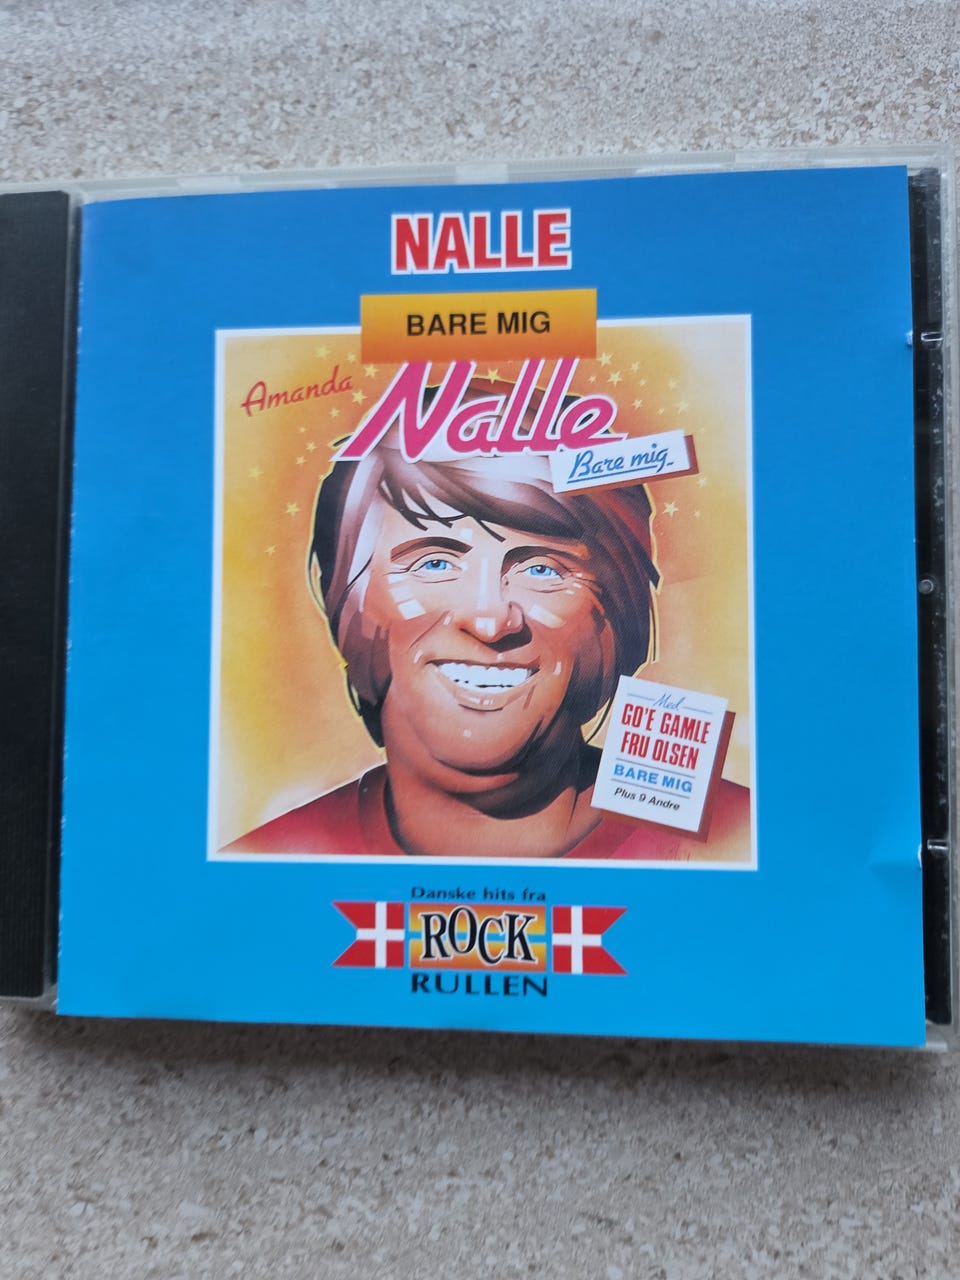 NALLE
BARE MIG
Amanda
Nalle
Bare mig
Med
GO'E GAMLE
FRU OLSEN
BARE MIG
Plus 9 Andre
Danske hits fra
ROCK
RULLEN